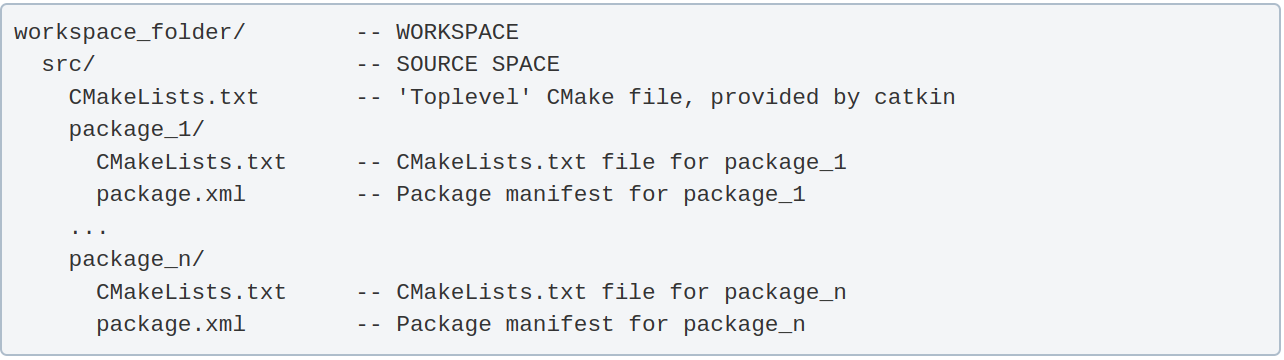 workspace_folder/        -- WORKSPACE
  src/                   -- SOURCE SPACE
    CMakeLists.txt       -- 'Toplevel' CMake file, provided by catkin
    package_1/
      CMakeLists.txt     -- CMakeLists.txt file for package_1
      package.xml        -- Package manifest for package_1
    ...
    package_n/
      CMakeLists.txt     -- CMakeLists.txt file for package_n
      package.xml        -- Package manifest for package_n